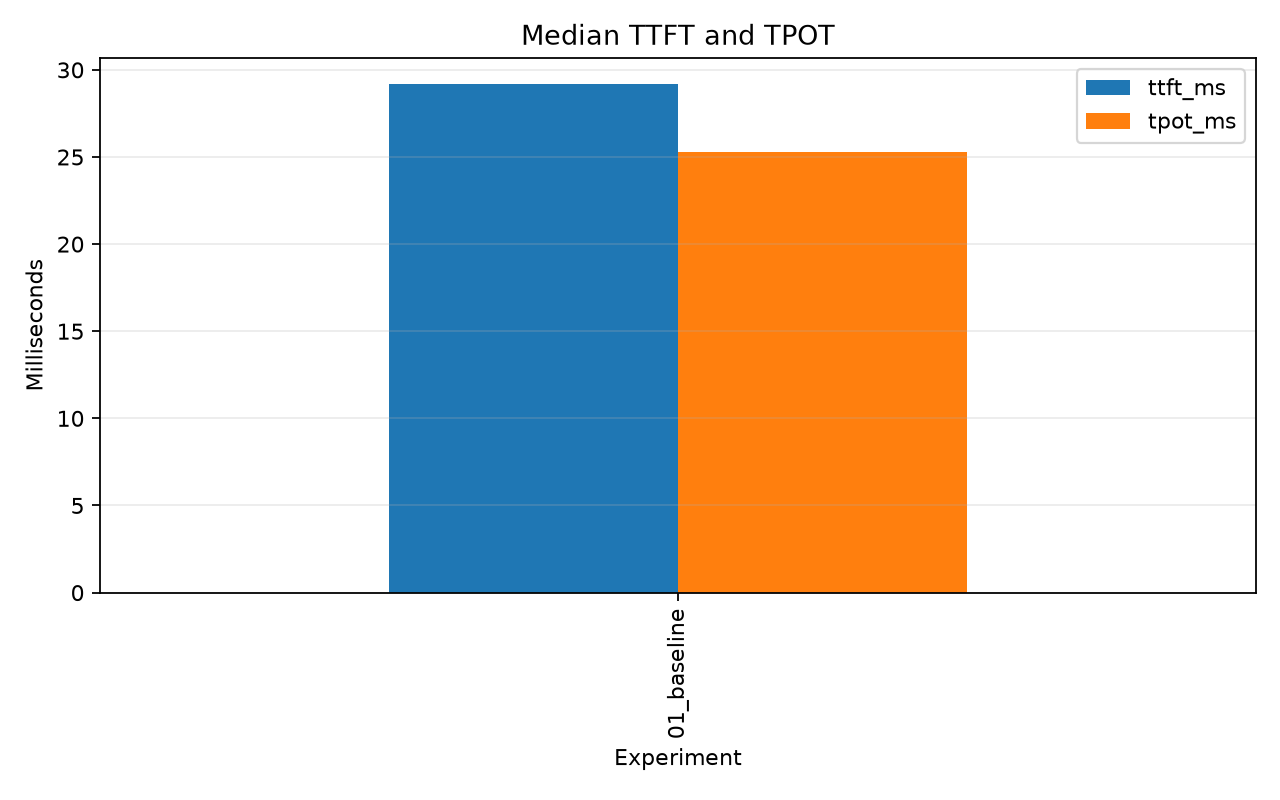 Median TTFT and TPOT
ttft_ms
tpot_ms
Milliseconds
30
25
20
15
10
5
0
01_baseline
Experiment